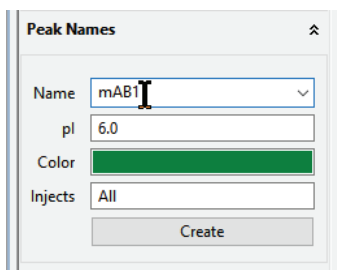 Peak Names
Name mAB1
pI 6.0
Color
Injects All
Create